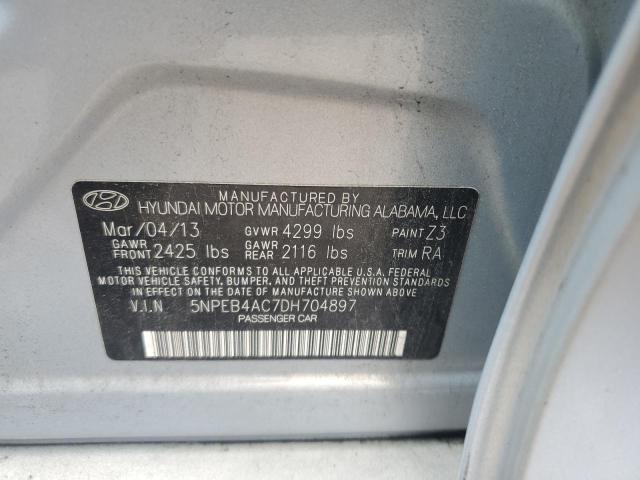 MANUFACTURED BY
HYUNDAI MOTOR MANUFACTURING ALABAMA, LLC
Mar/04/13 GVWR 4299 lbs PAINT Z3
GAWR FRONT 2425 lbs GAWR REAR 2116 lbs TRIM RA
THIS VEHICLE CONFORMS TO ALL APPLICABLE U.S.A. FEDERAL
MOTOR VEHICLE SAFETY, BUMPER, AND THEFT PREVENTION STANDARDS
IN EFFECT ON THE DATE OF MANUFACTURE SHOWN ABOVE.
V.I.N 5NPEB4AC7DH704897
PASSENGER CAR